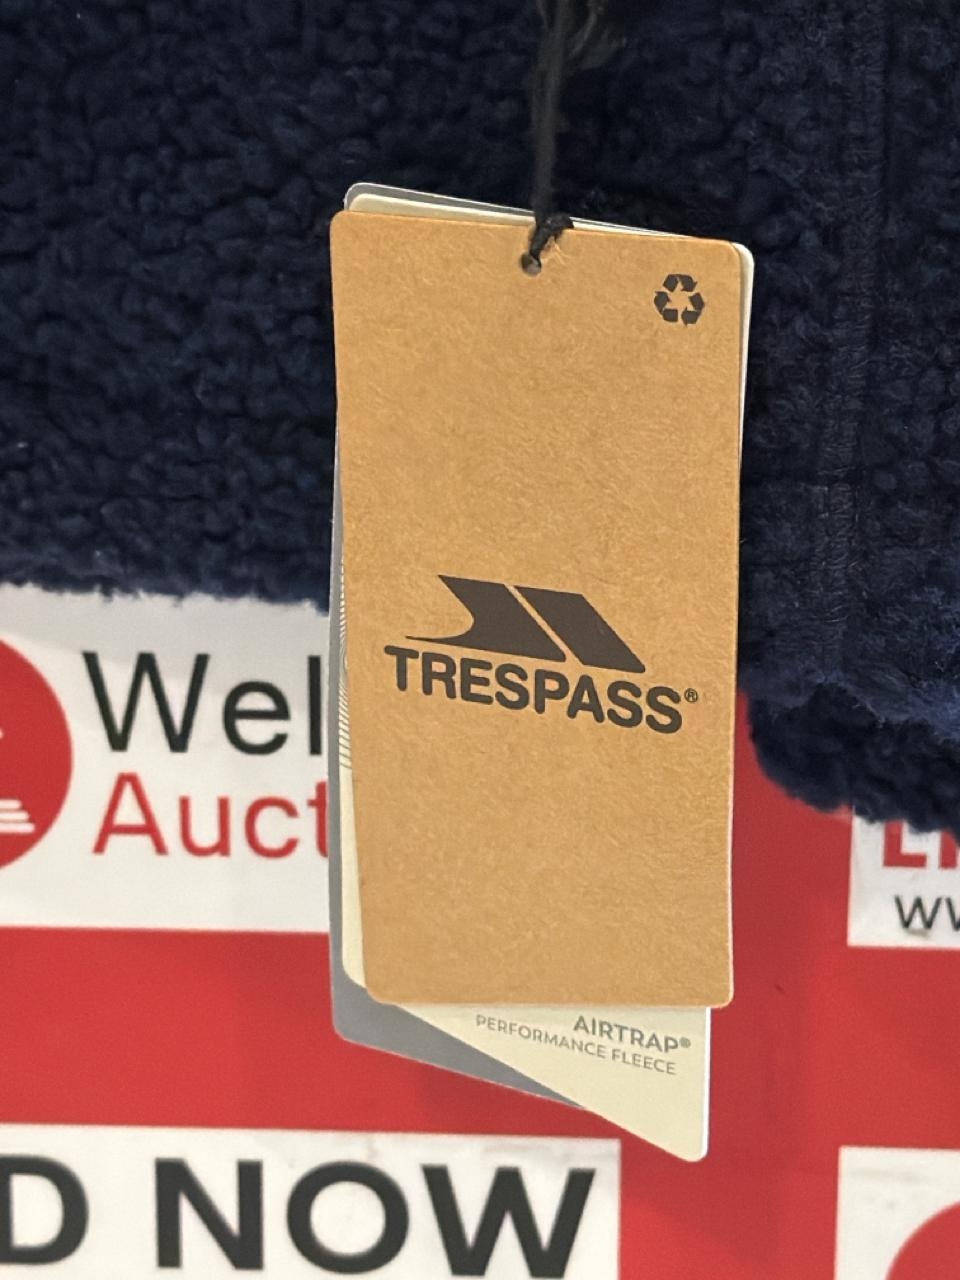 TRESPASS®
AIRTRAP®
PERFORMANCE FLEECE
Wel
Auct
D NOW